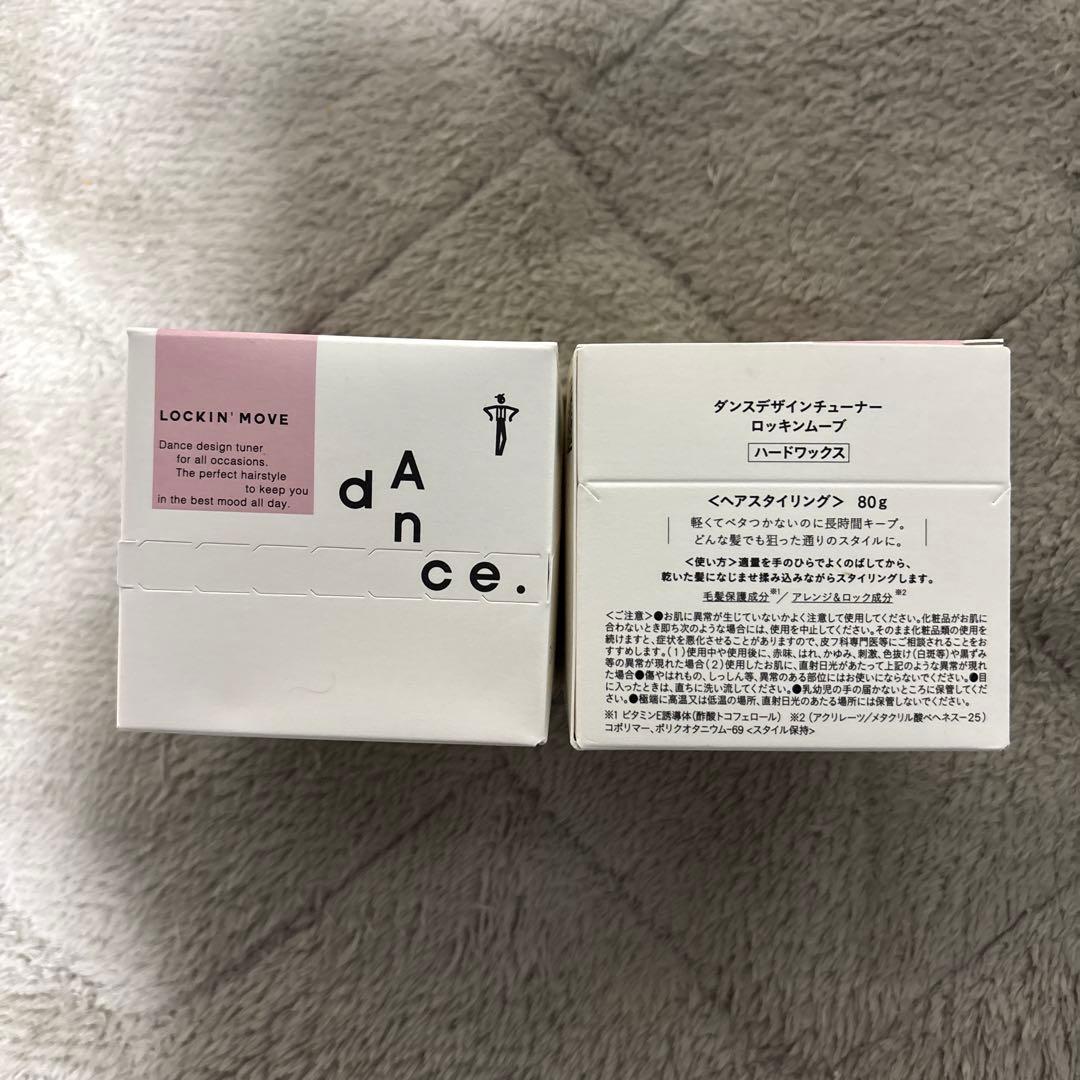 LOCKIN' MOVE
Dance design tuner
for all occasions.
The perfect hairstyle
to keep you
in the best mood all day.
dAnce.
ダンスデザインチューナー
ロッキンムーブ
ハードワックス
<ヘアスタイリング> 80g
軽くてベタつかないのに長時間キープ。
どんな髪でも狙った通りのスタイルに。
<使い方>適量を手のひらでよくのばしてから、
乾いた髪になじませ揉み込みながらスタイリングします。
毛髪保護成分※1/アレンジ&ロック成分※2
<ご注意>●お肌に異常が生じていないかよく注意して使用してください。化粧品がお肌に
合わないとき即ち次のような場合には、使用を中止してください。そのまま化粧品類の使用を
続けますと、症状を悪化させることがありますので、皮フ科専門医等にご相談されることをお
すすめします。(1)使用中や使用後に、赤味、はれ、かゆみ、刺激、色抜け(白斑等)や黒ずみ
等の異常が現れた場合(2)使用したお肌に、直射日光があたって上記のような異常が現れ
た場合●傷やはれもの、しっしん等、異常のある部位にはお使いにならないでください。●目
に入ったときは、直ちに洗い流してください。●乳幼児の手の届かないところに保管してくだ
さい。●極端に高温又は低温の場所、直射日光のあたる場所には保管しないでください。
※1 ビタミンE誘導体(酢酸トコフェロール) ※2(アクリレーツ/メタクリル酸ベヘネス-25)
コポリマー、ポリクオタニウム-69<スタイル保持>